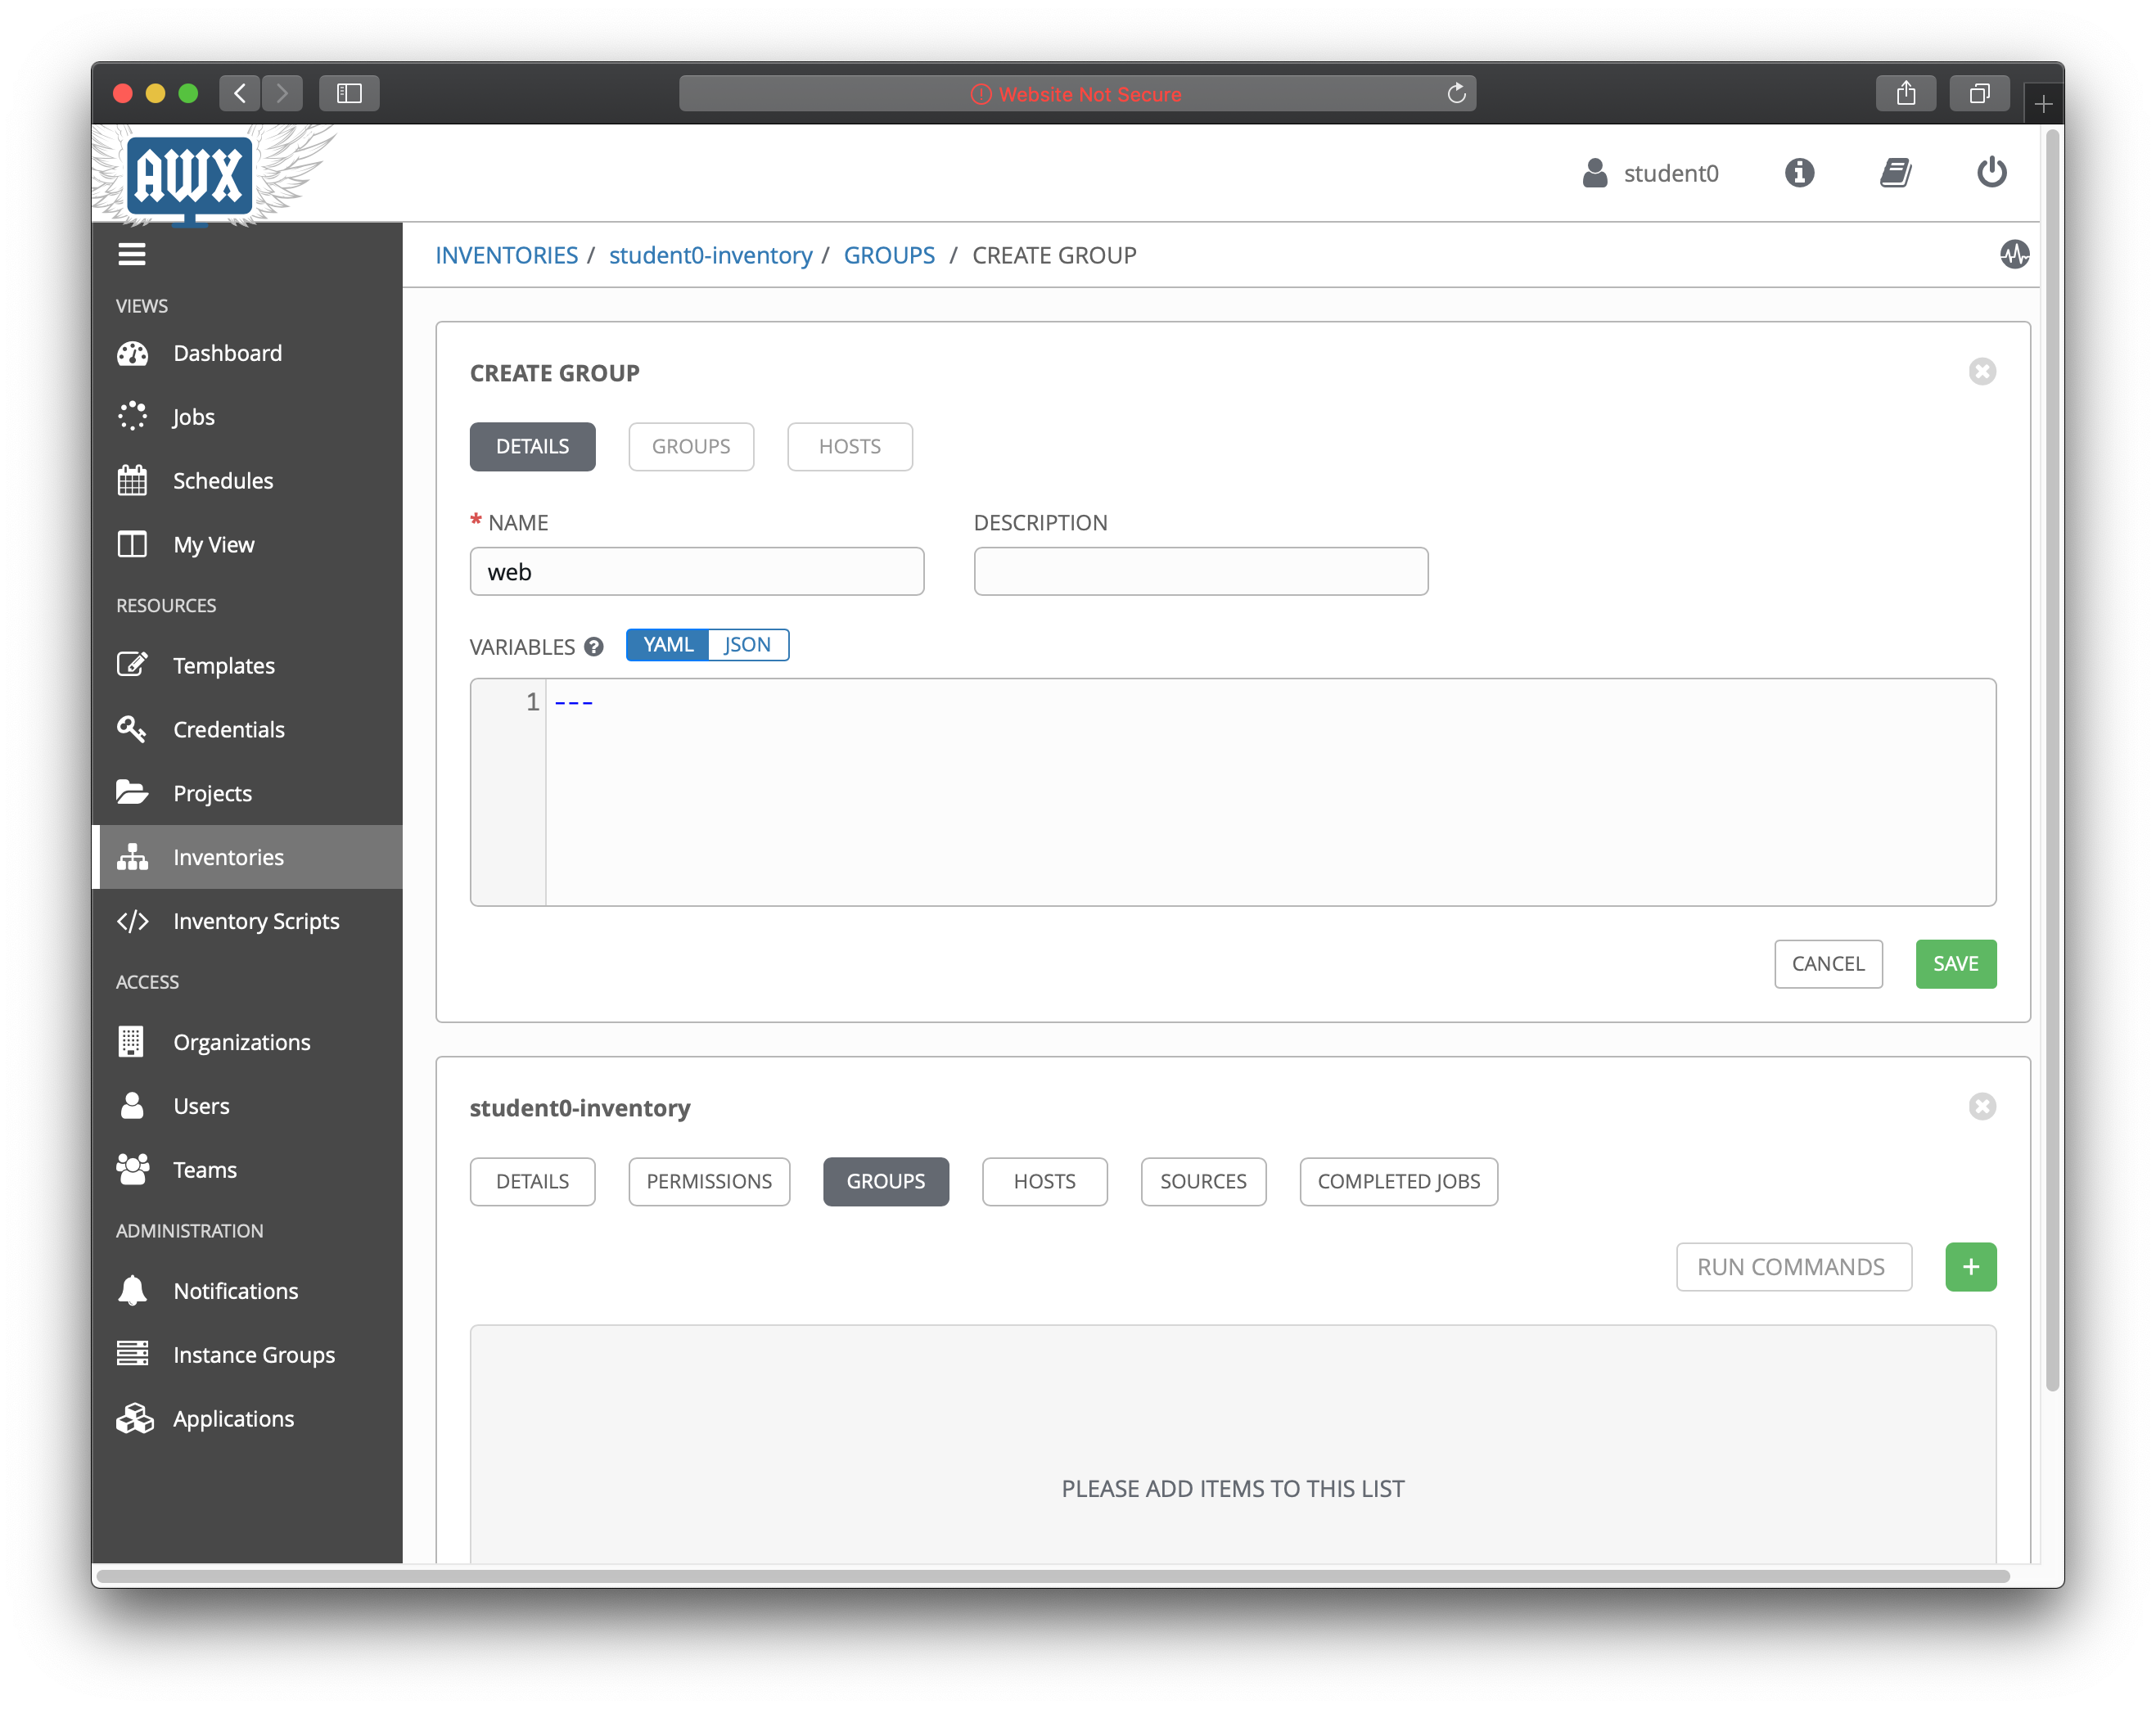 Website Not Secure
AWX
student0
INVENTORIES / student0-inventory / GROUPS / CREATE GROUP
VIEWS
Dashboard
Jobs
Schedules
My View
RESOURCES
Templates
Credentials
Projects
Inventories
Inventory Scripts
ACCESS
Organizations
Users
Teams
ADMINISTRATION
Notifications
Instance Groups
Applications
CREATE GROUP
DETAILS GROUPS HOSTS
* NAME DESCRIPTION
web
VARIABLES ? YAML JSON
1 ---
CANCEL SAVE
student0-inventory
DETAILS PERMISSIONS GROUPS HOSTS SOURCES COMPLETED JOBS
RUN COMMANDS +
PLEASE ADD ITEMS TO THIS LIST